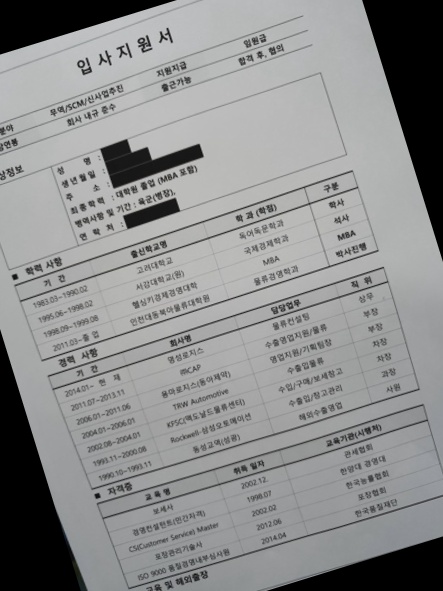 입사지원서
무역/SCM/신사업추진 지원직급 임원급
회사 내규 준수 출근가능 합격 후, 협의
성 명 :
생년월일 :
주 소 :
최종학력 : 대학원 졸업 (MBA 포함)
병역사항 및 기간 : 육군(병장),
연 락 처 :
■ 학력 사항
기 간 출신학교명 학 과 (학점) 구분
1983.03~1990.02 고려대학교 독어독문학과 학사
1995.06~1998.02 서강대학교(원) 국제경제학과 석사
1998.09~1999.08 헬싱키경제경영대학 MBA MBA
2011.03~졸 업 인천대동북아물류대학원 물류경영학과 박사진행
경력 사항
기 간 회사명 담당업무 직 위
2014.01~ 현 재 명성로지스 물류컨설팅 상무
2011.07~2013.11 ㈜CAP 수출영업지원/물류 부장
2006.01~2011.06 용마로지스(동아제약) 영업지원/기획팀장 부장
2004.01~2006.01 TRW Automotive 수출입물류 차장
2002.08~2004.01 KFSC(맥도날드물류센터) 수입/구매/보세창고 차장
1993.11~2000.08 Rockwell-삼성오토메이션 수출입/창고관리 과장
1990.10~1993.11 동성교역(성광) 해외수출영업 사원
■ 자격증
교 육 명 취득 일자 교육기관(시행처)
보세사 2002.12. 관세협회
경영컨설턴트(민간자격) 1998.07 한양대 경영대
CS(Customer Service) Master 2002.02 한국능률협회
포장관리기술사 2012.06 포장협회
ISO 9000 품질경영내부심사원 2014.04 한국품질재단
교육 및 해외출장